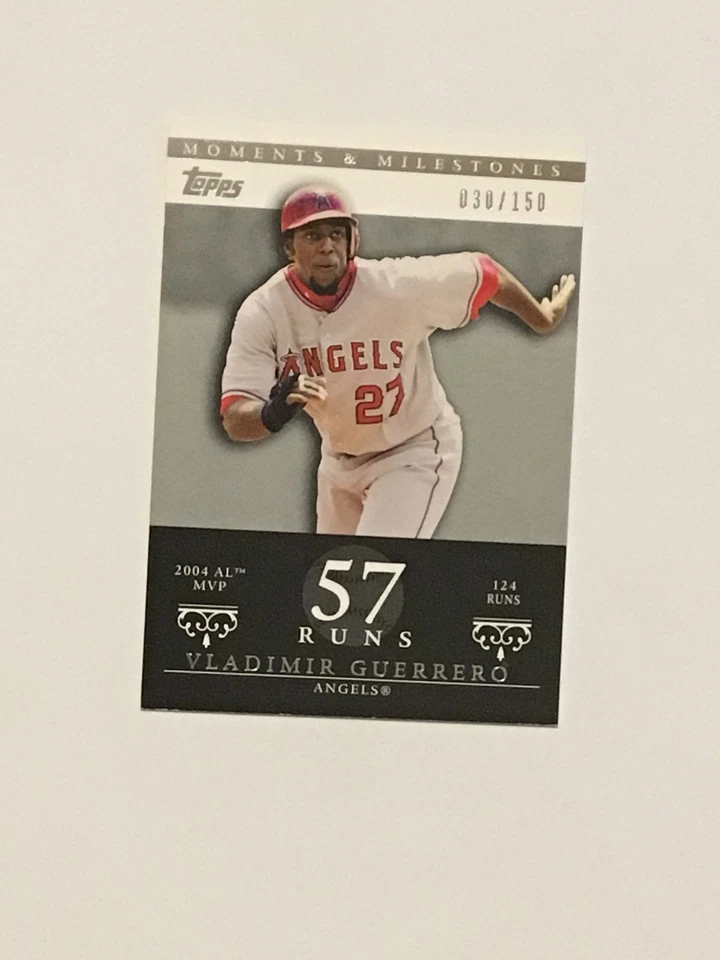 MOMENTS & MILESTONES
Topps
030/150
ANGELS
27
2004 AL™
MVP
57
RUNS
124
RUNS
VLADIMIR GUERRERO
ANGELS®